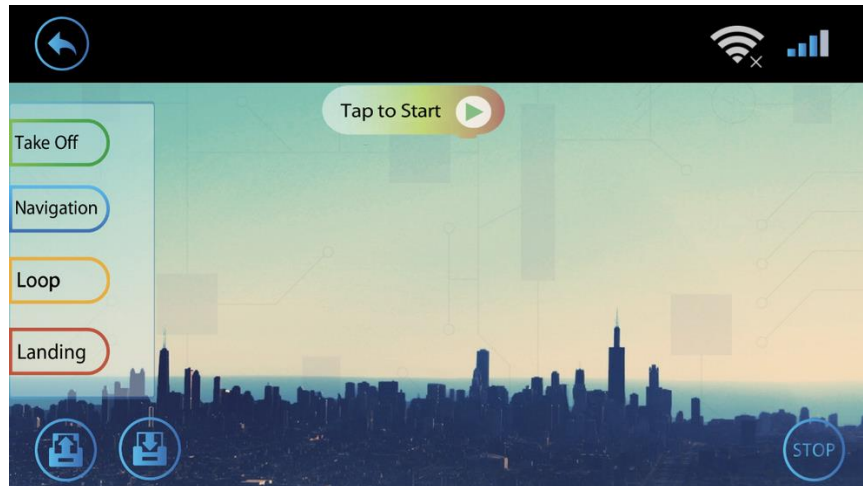 Tap to Start
Take Off
Navigation
Loop
Landing
STOP